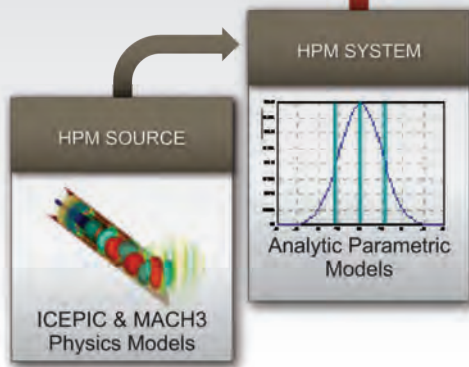 HPM SYSTEM
Analytic Parametric
Models
HPM SOURCE
ICEPIC & MACH3
Physics Models